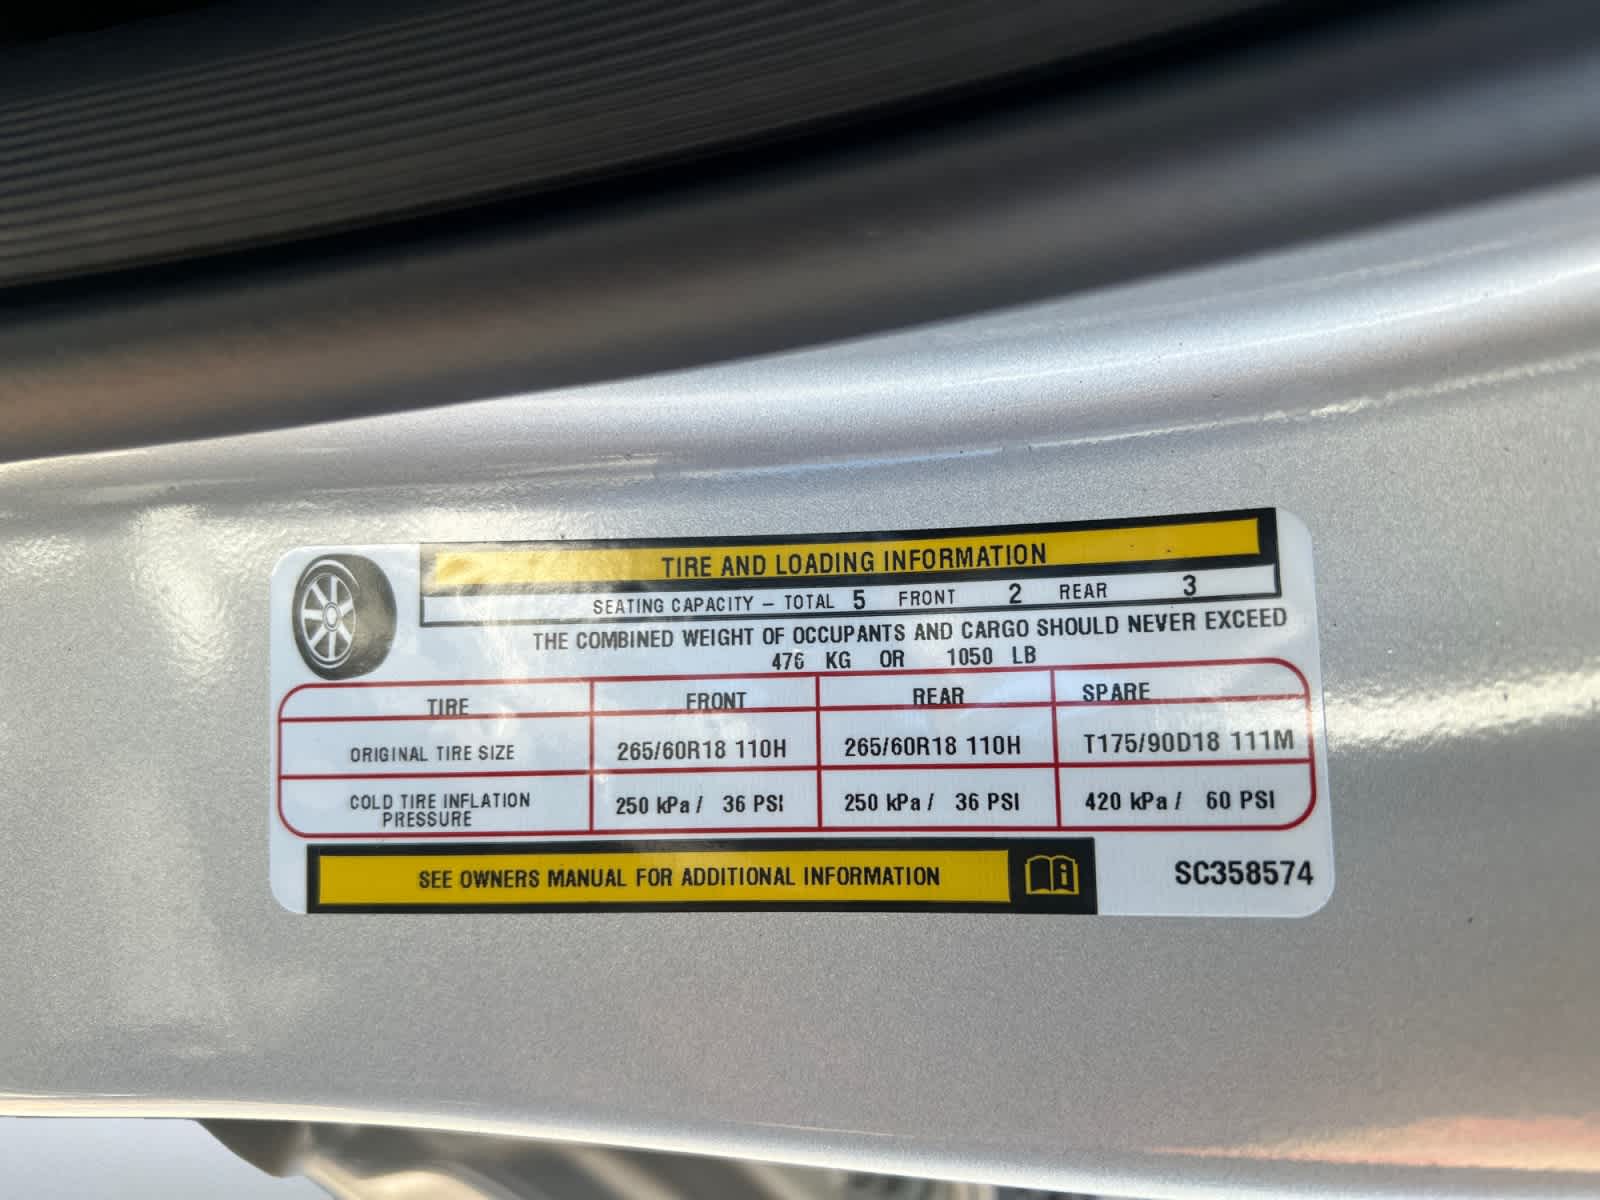 TIRE AND LOADING INFORMATION
SEATING CAPACITY – TOTAL 5 FRONT 2 REAR 3
THE COMBINED WEIGHT OF OCCUPANTS AND CARGO SHOULD NEVER EXCEED
476 KG OR 1050 LB
TIRE FRONT REAR SPARE
ORIGINAL TIRE SIZE 265/60R18 110H 265/60R18 110H T175/90D18 111M
COLD TIRE INFLATION PRESSURE 250 kPa / 36 PSI 250 kPa / 36 PSI 420 kPa / 60 PSI
SEE OWNERS MANUAL FOR ADDITIONAL INFORMATION
SC358574